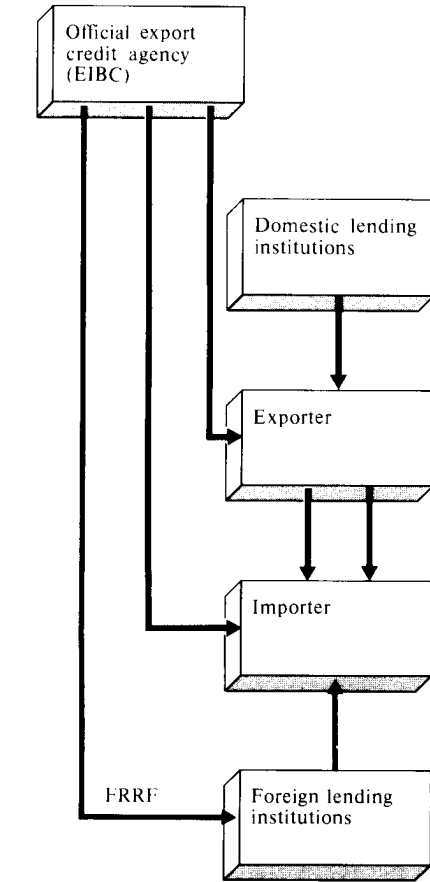 Official export
credit agency
(EIBC)
Domestic lending
institutions
Exporter
Importer
FRRF
Foreign lending
institutions